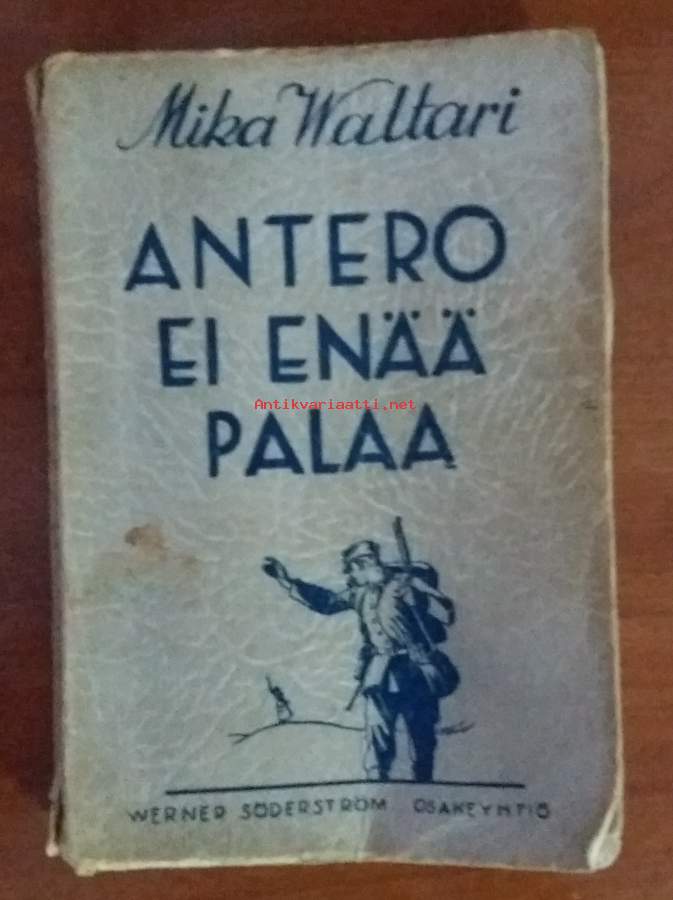 Mika Waltari
ANTERO
EI ENÄÄ
Antikvariaatti.net
PALAA
WERNER SÖDERSTRÖM OSAKEYHTIÖ